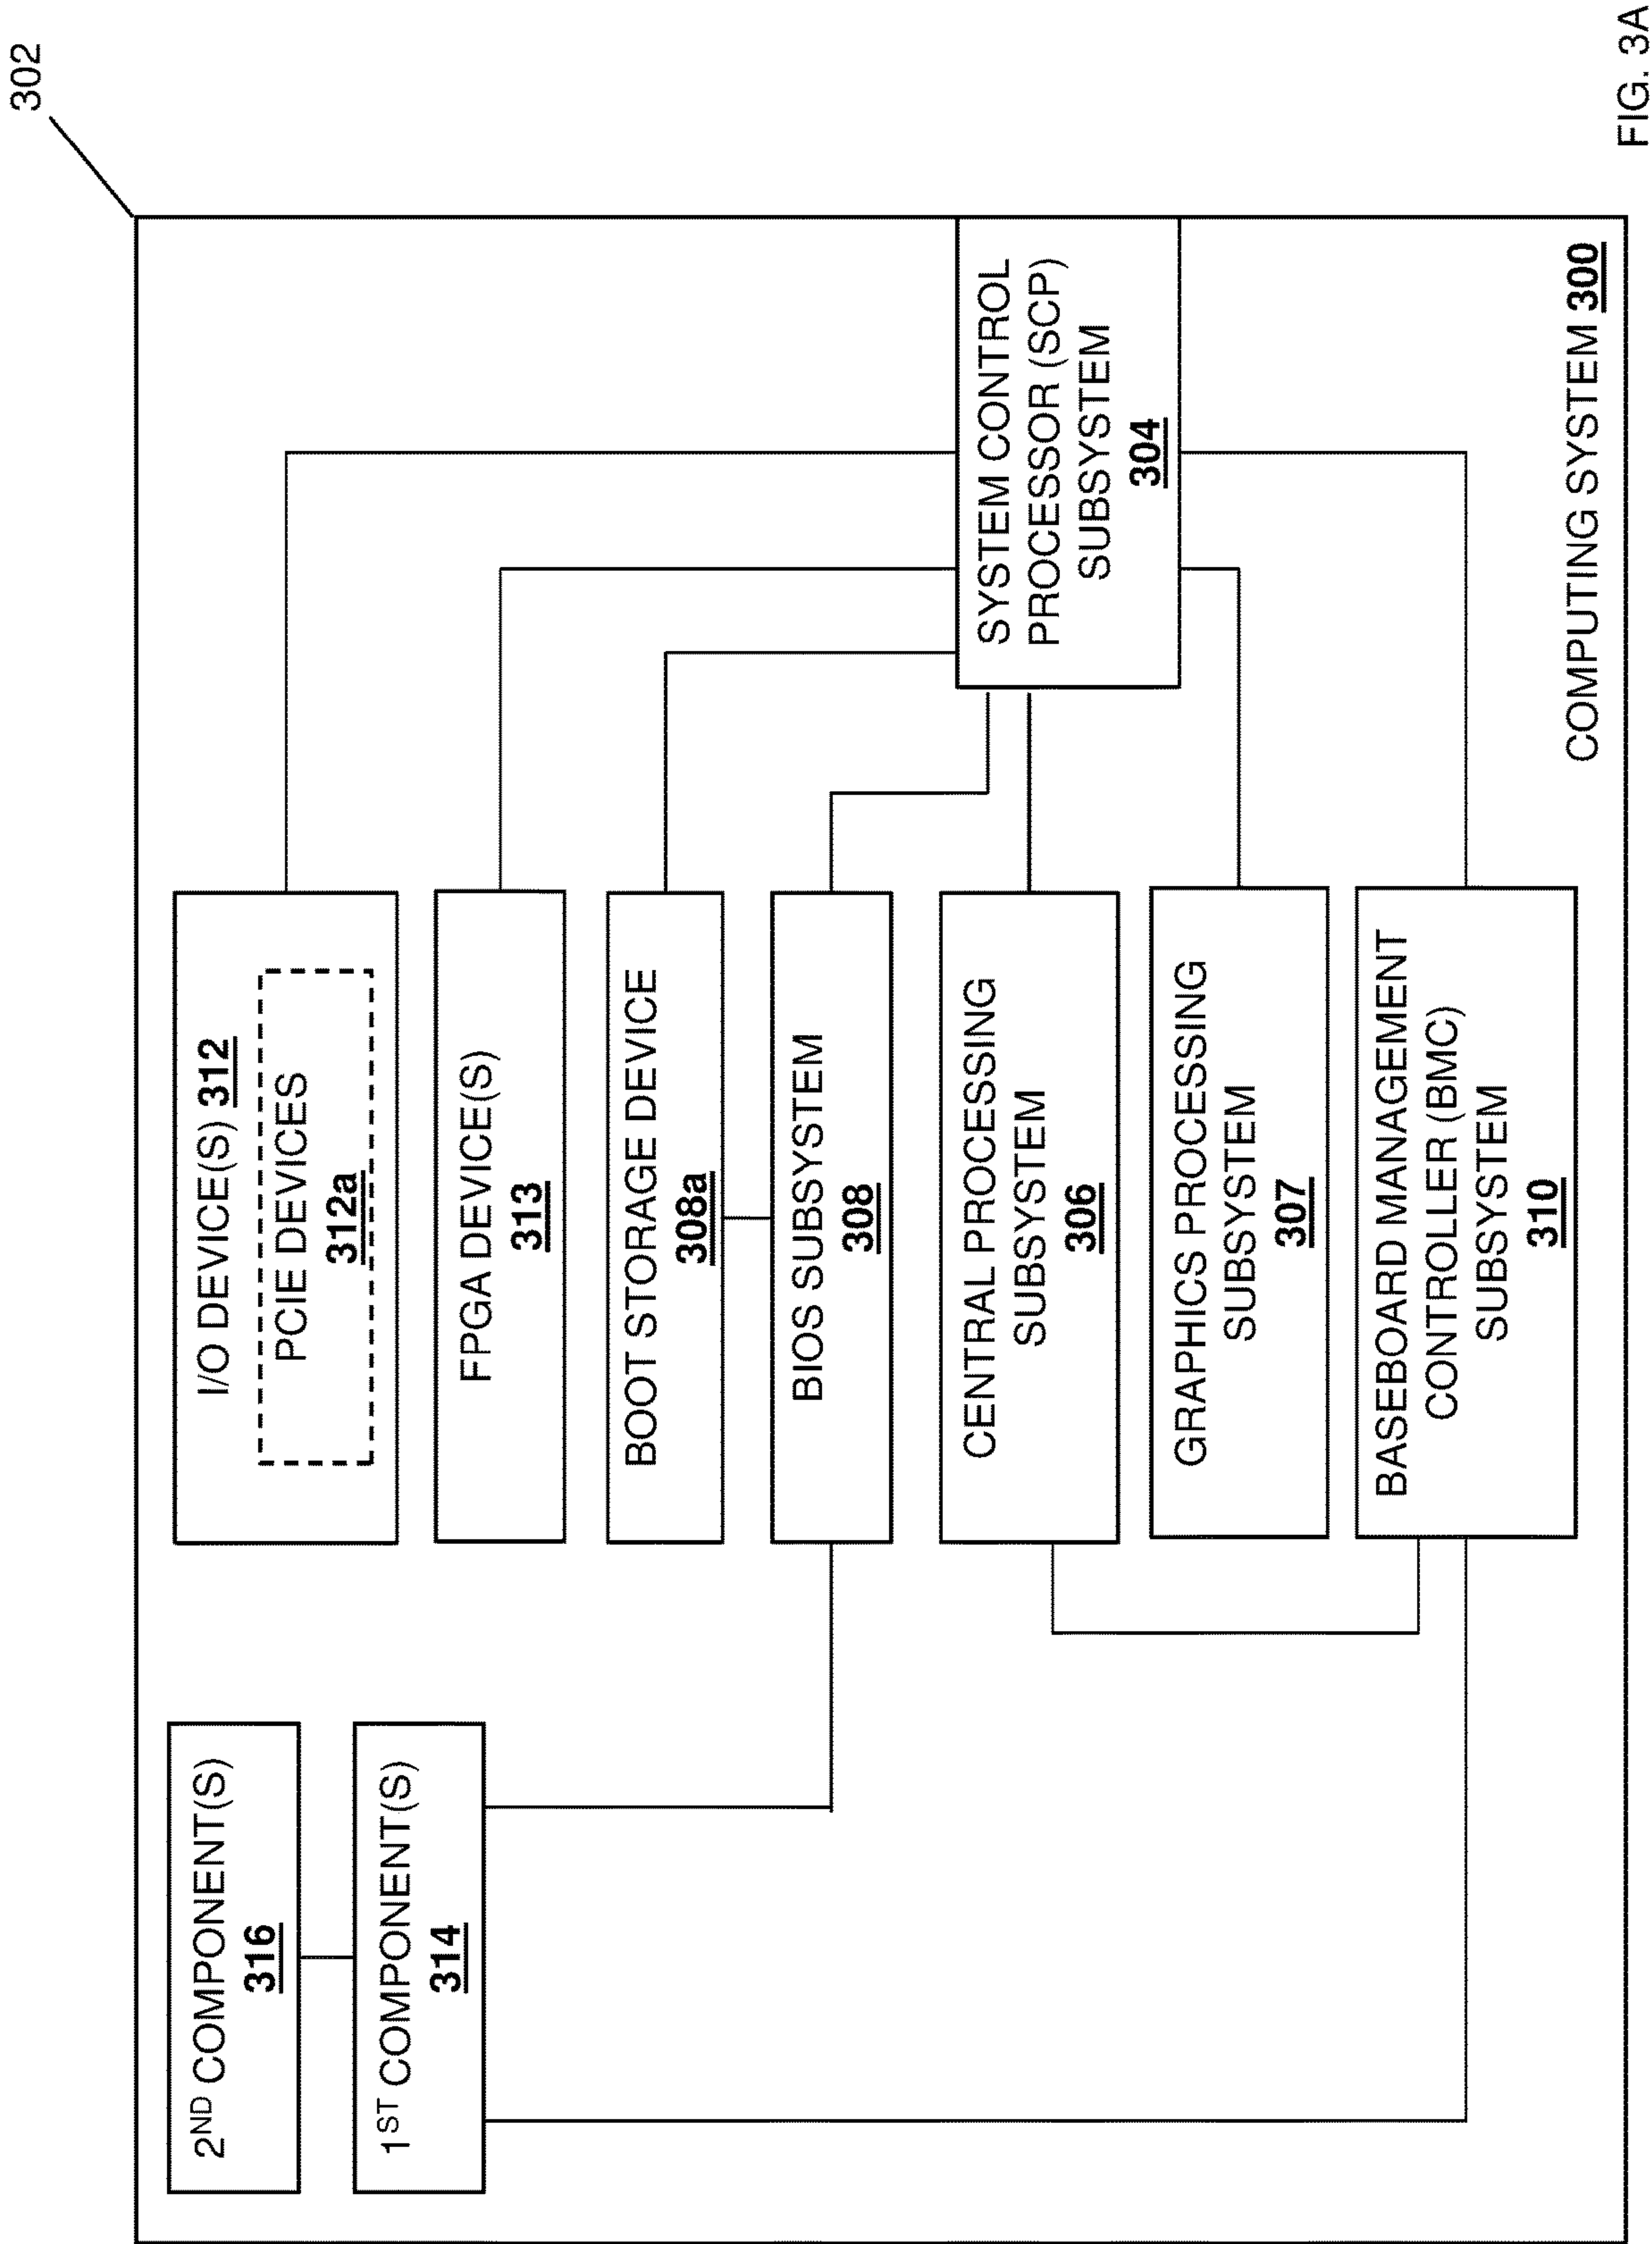 302
2ND COMPONENT(S)
316
1ST COMPONENT(S)
314
I/O DEVICE(S) 312
PCIE DEVICES
312a
FPGA DEVICE(S)
313
BOOT STORAGE DEVICE
308a
BIOS SUBSYSTEM
308
CENTRAL PROCESSING
SUBSYSTEM
306
GRAPHICS PROCESSING
SUBSYSTEM
307
BASEBOARD MANAGEMENT
CONTROLLER (BMC)
SUBSYSTEM
310
SYSTEM CONTROL
PROCESSOR (SCP)
SUBSYSTEM
304
COMPUTING SYSTEM 300
FIG. 3A